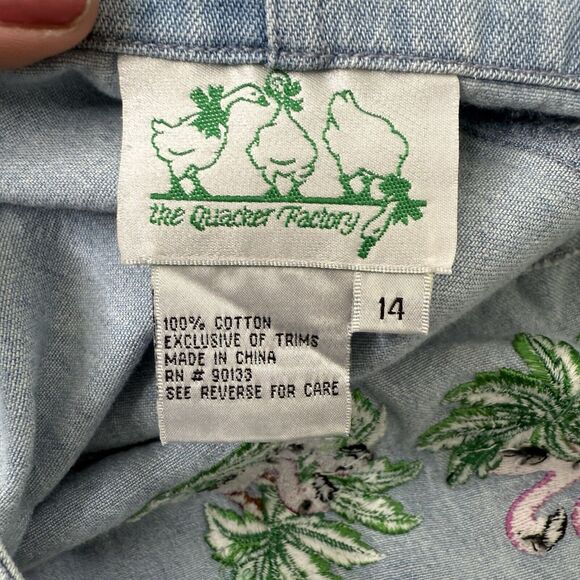 the Quacker Factory
14
100% COTTON
EXCLUSIVE OF TRIMS
MADE IN CHINA
RN # 90133
SEE REVERSE FOR CARE